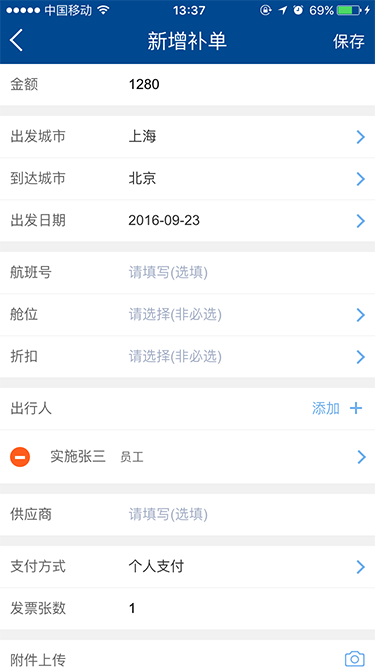 中国移动 13:37 69%
新增补单 保存
金额 1280
出发城市 上海
到达城市 北京
出发日期 2016-09-23
航班号 请填写(选填)
舱位 请选择(非必选)
折扣 请选择(非必选)
出行人 添加
实施张三 员工
供应商 请填写(选填)
支付方式 个人支付
发票张数 1
附件上传